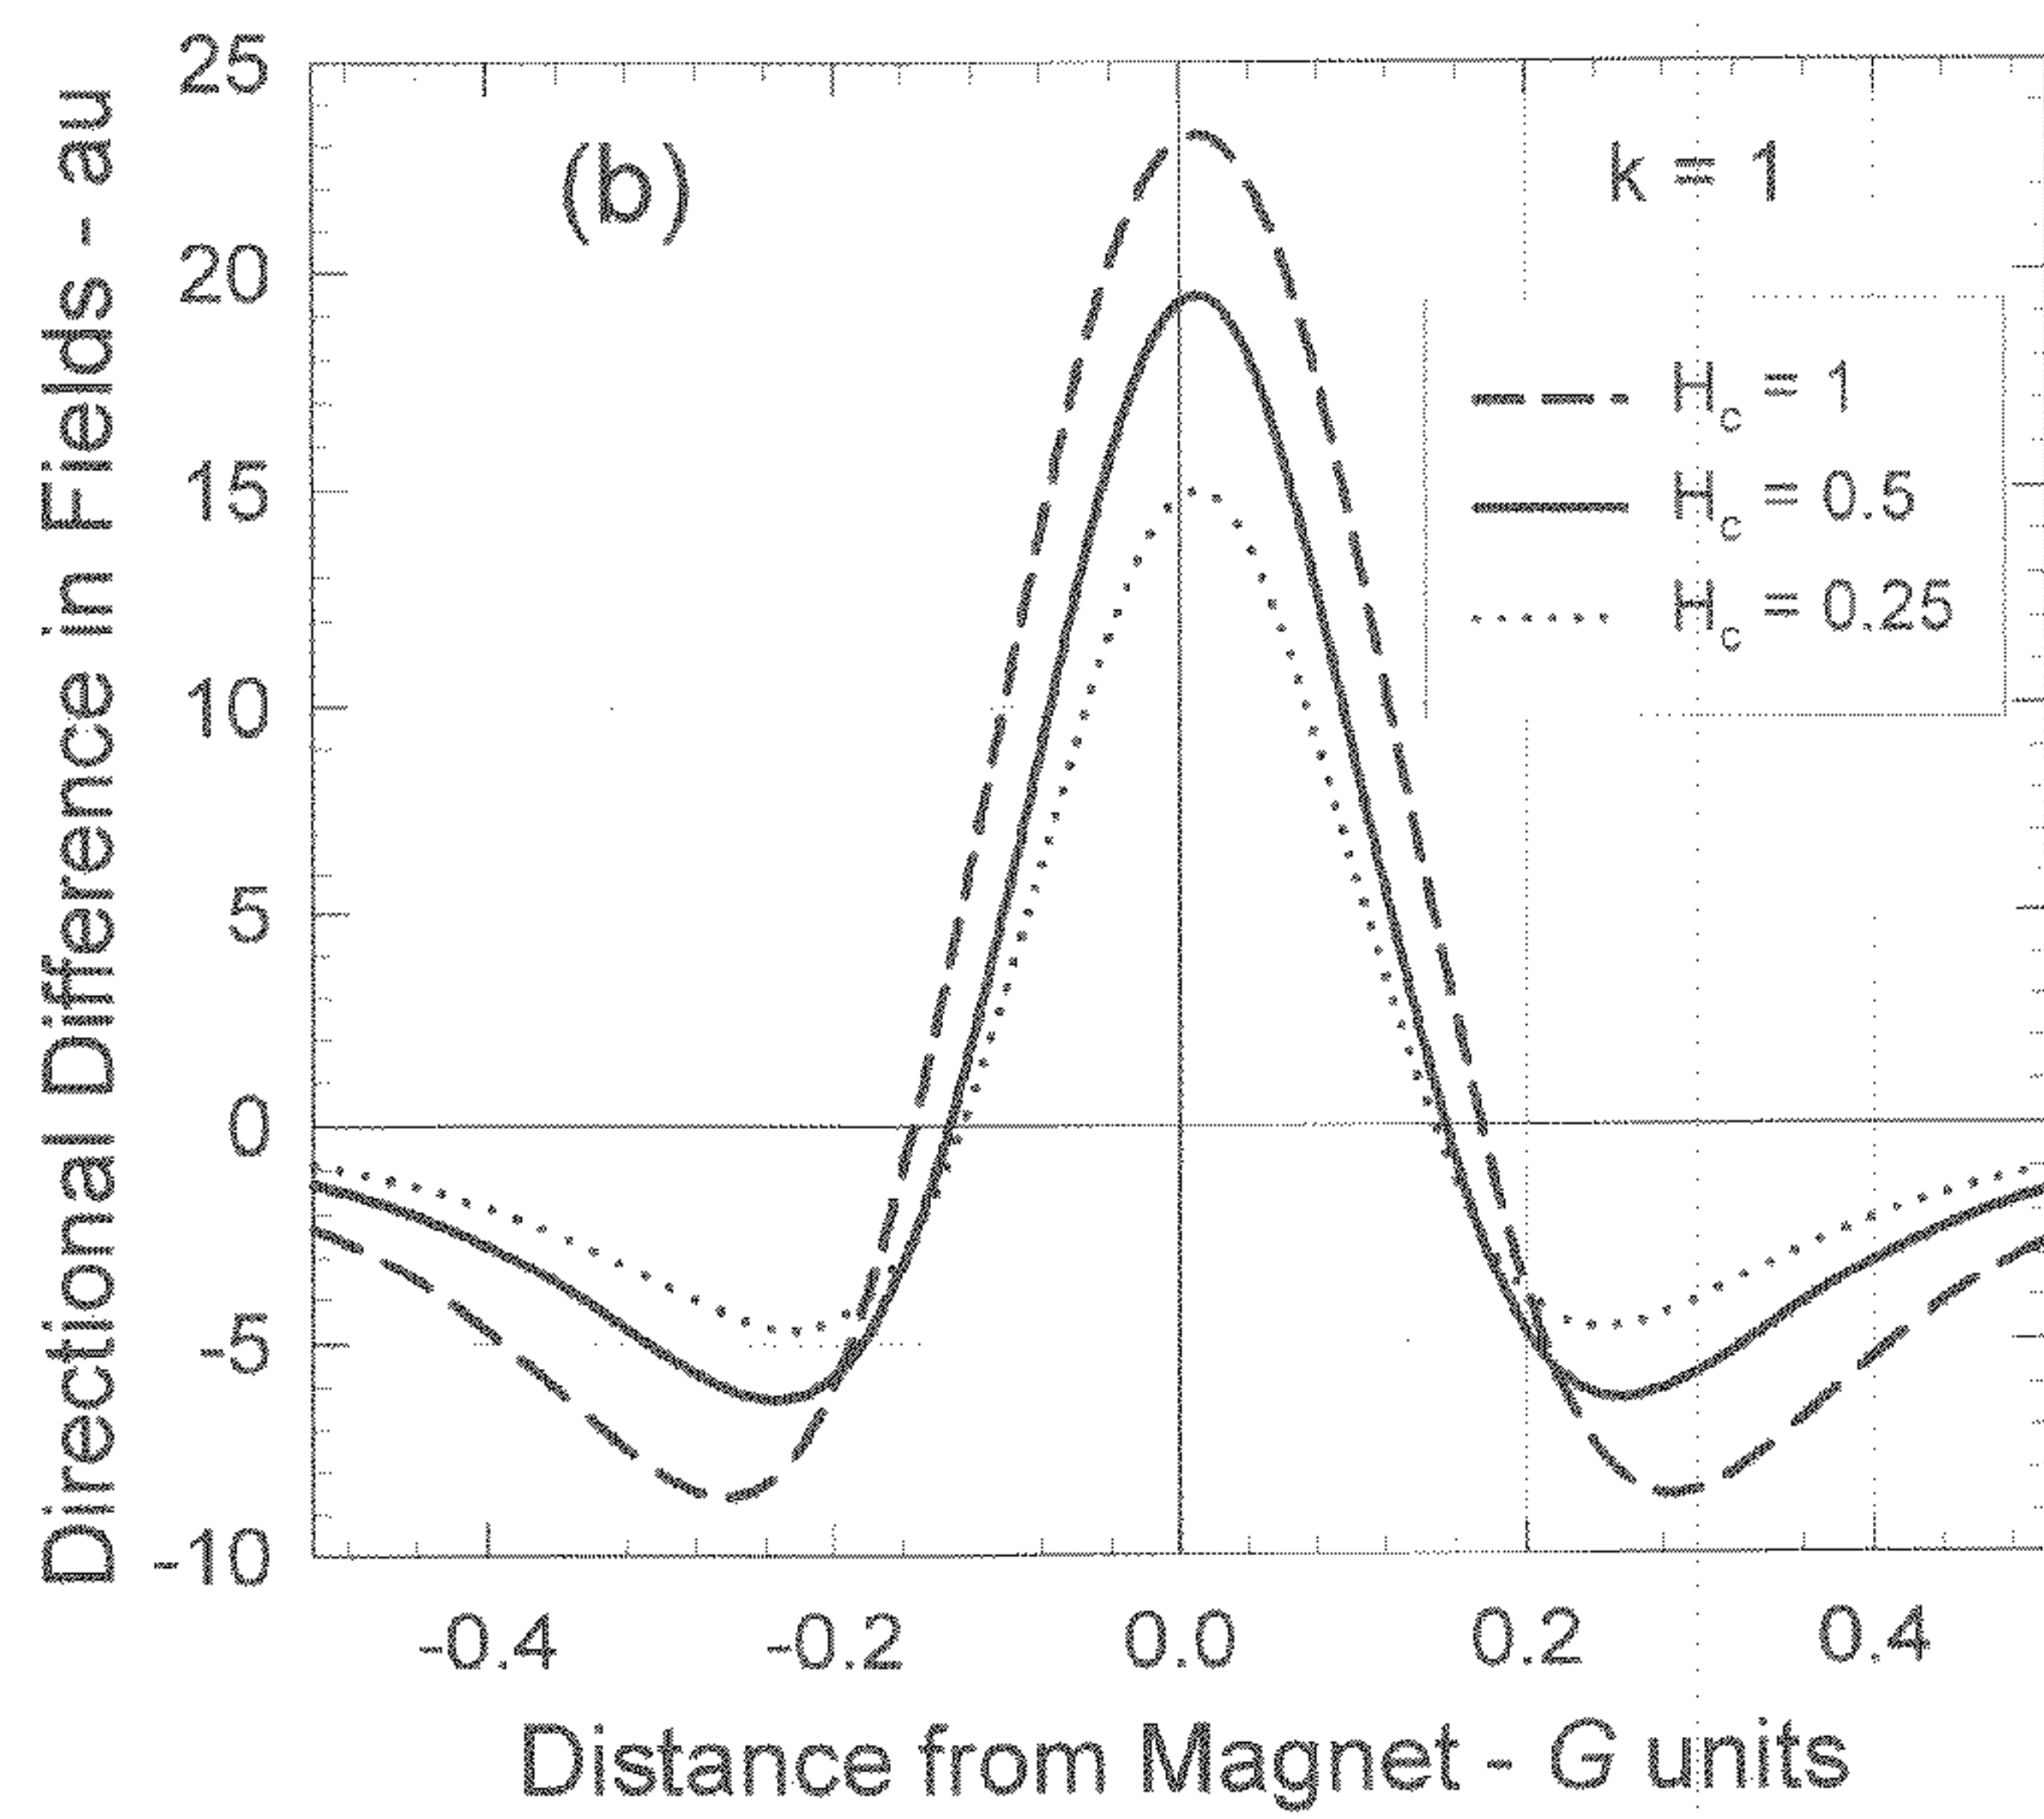 Directional Difference in Fields - au
25
20
15
10
5
0
-5
-10
(b)
k = 1
H_c = 1
H_c = 0.5
H_c = 0.25
-0.4 -0.2 0.0 0.2 0.4
Distance from Magnet - G units